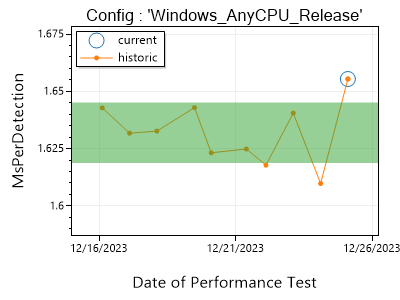 Config : 'Windows_AnyCPU_Release'
1.675
current
historic
1.65
1.625
1.6
MsPerDetection
12/16/2023
12/21/2023
12/26/2023
Date of Performance Test